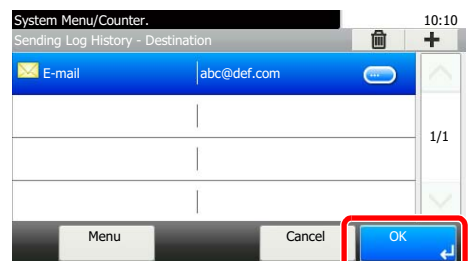 System Menu/Counter. 10:10
Sending Log History - Destination
E-mail abc@def.com
1/1
Menu Cancel OK